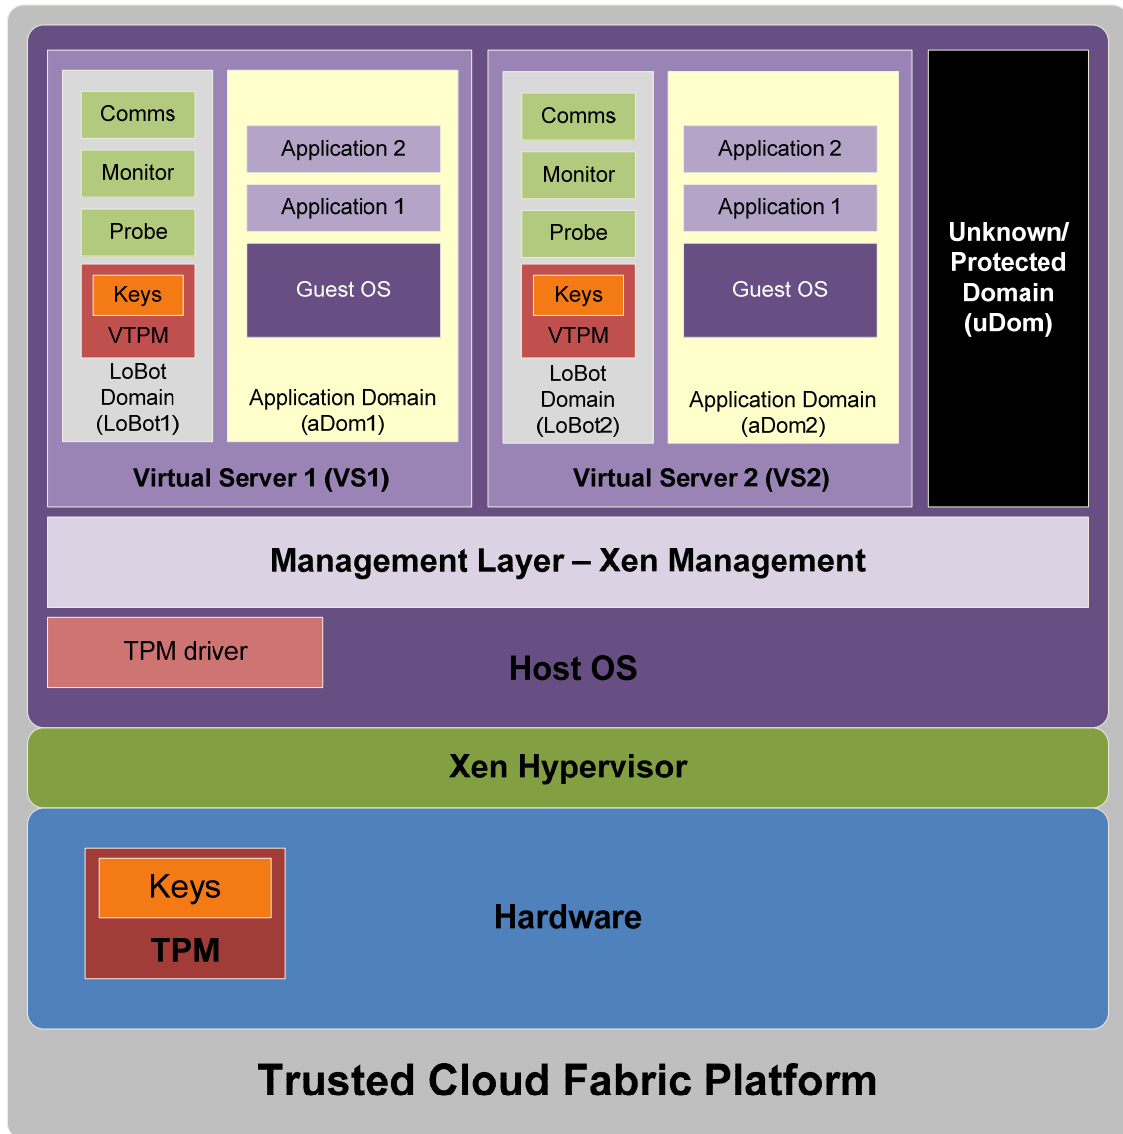 Comms
Monitor
Probe
Keys
VTPM
LoBot
Domain
(LoBot1)
Application 2
Application 1
Guest OS
Application Domain
(aDom1)
Virtual Server 1 (VS1)
Comms
Monitor
Probe
Keys
VTPM
LoBot
Domain
(LoBot2)
Application 2
Application 1
Guest OS
Application Domain
(aDom2)
Virtual Server 2 (VS2)
Unknown/
Protected
Domain
(uDom)
Management Layer – Xen Management
TPM driver
Host OS
Xen Hypervisor
Keys
TPM
Hardware
Trusted Cloud Fabric Platform